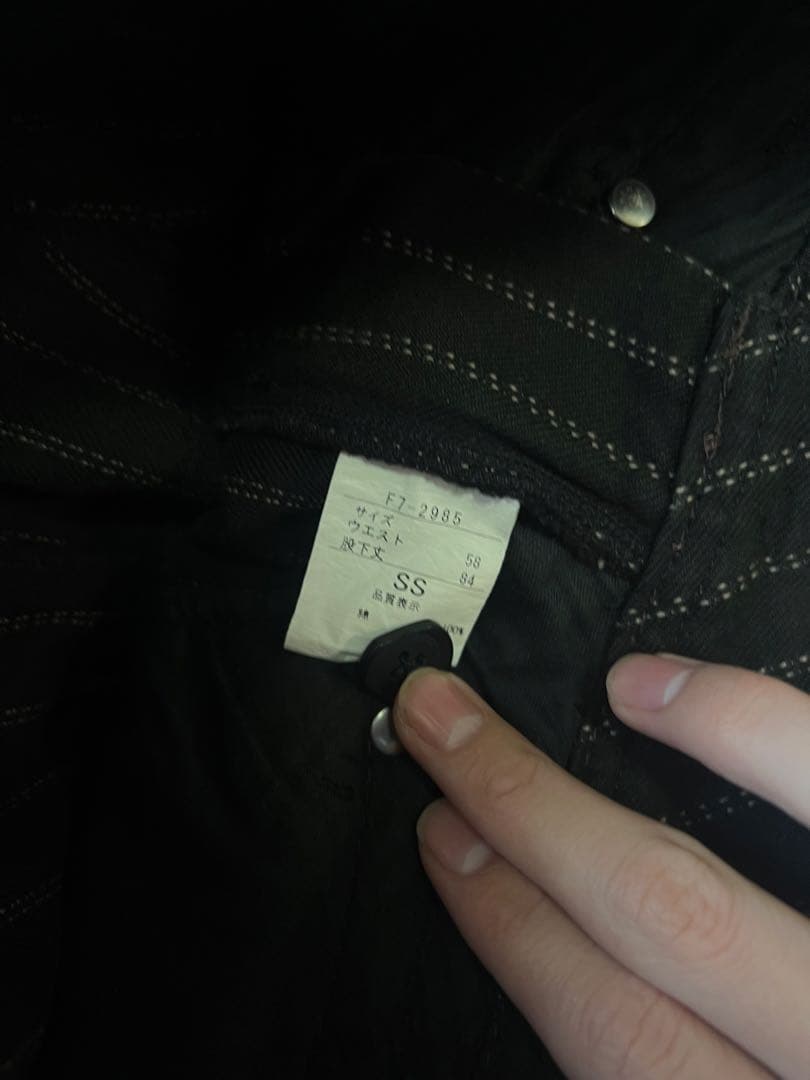 F7-2985
サイズ
ウエスト 58
股下丈 84
SS
品質表示
綿 100%